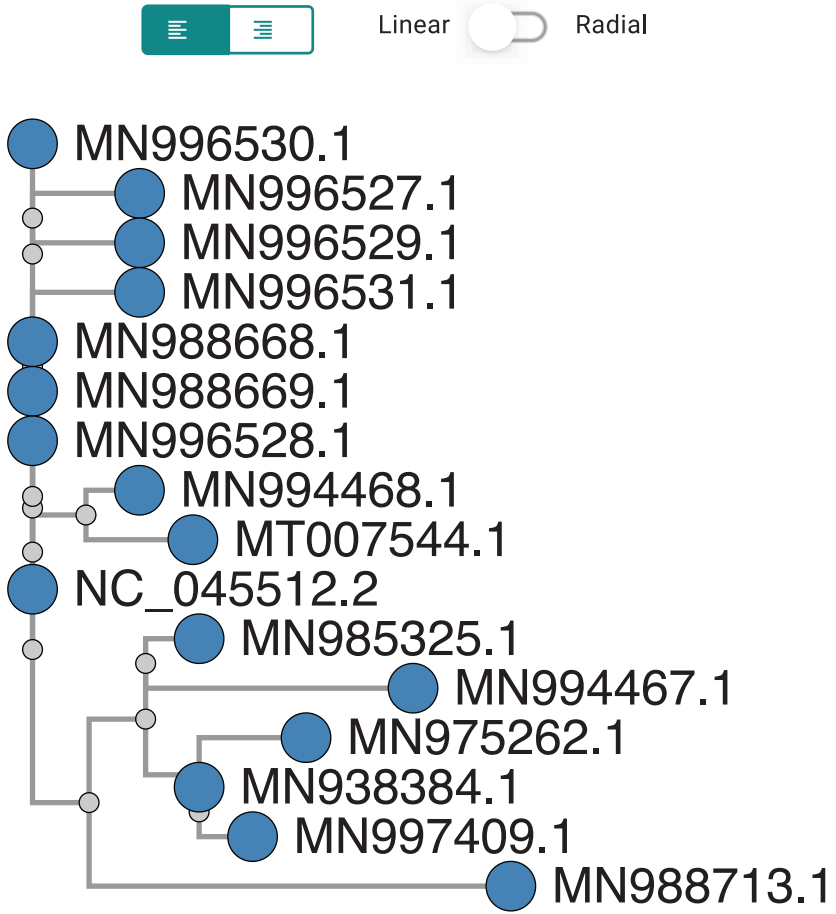 Linear Radial
MN996530.1
MN996527.1
MN996529.1
MN996531.1
MN988668.1
MN988669.1
MN996528.1
MN994468.1
MT007544.1
NC_045512.2
MN985325.1
MN994467.1
MN975262.1
MN938384.1
MN997409.1
MN988713.1